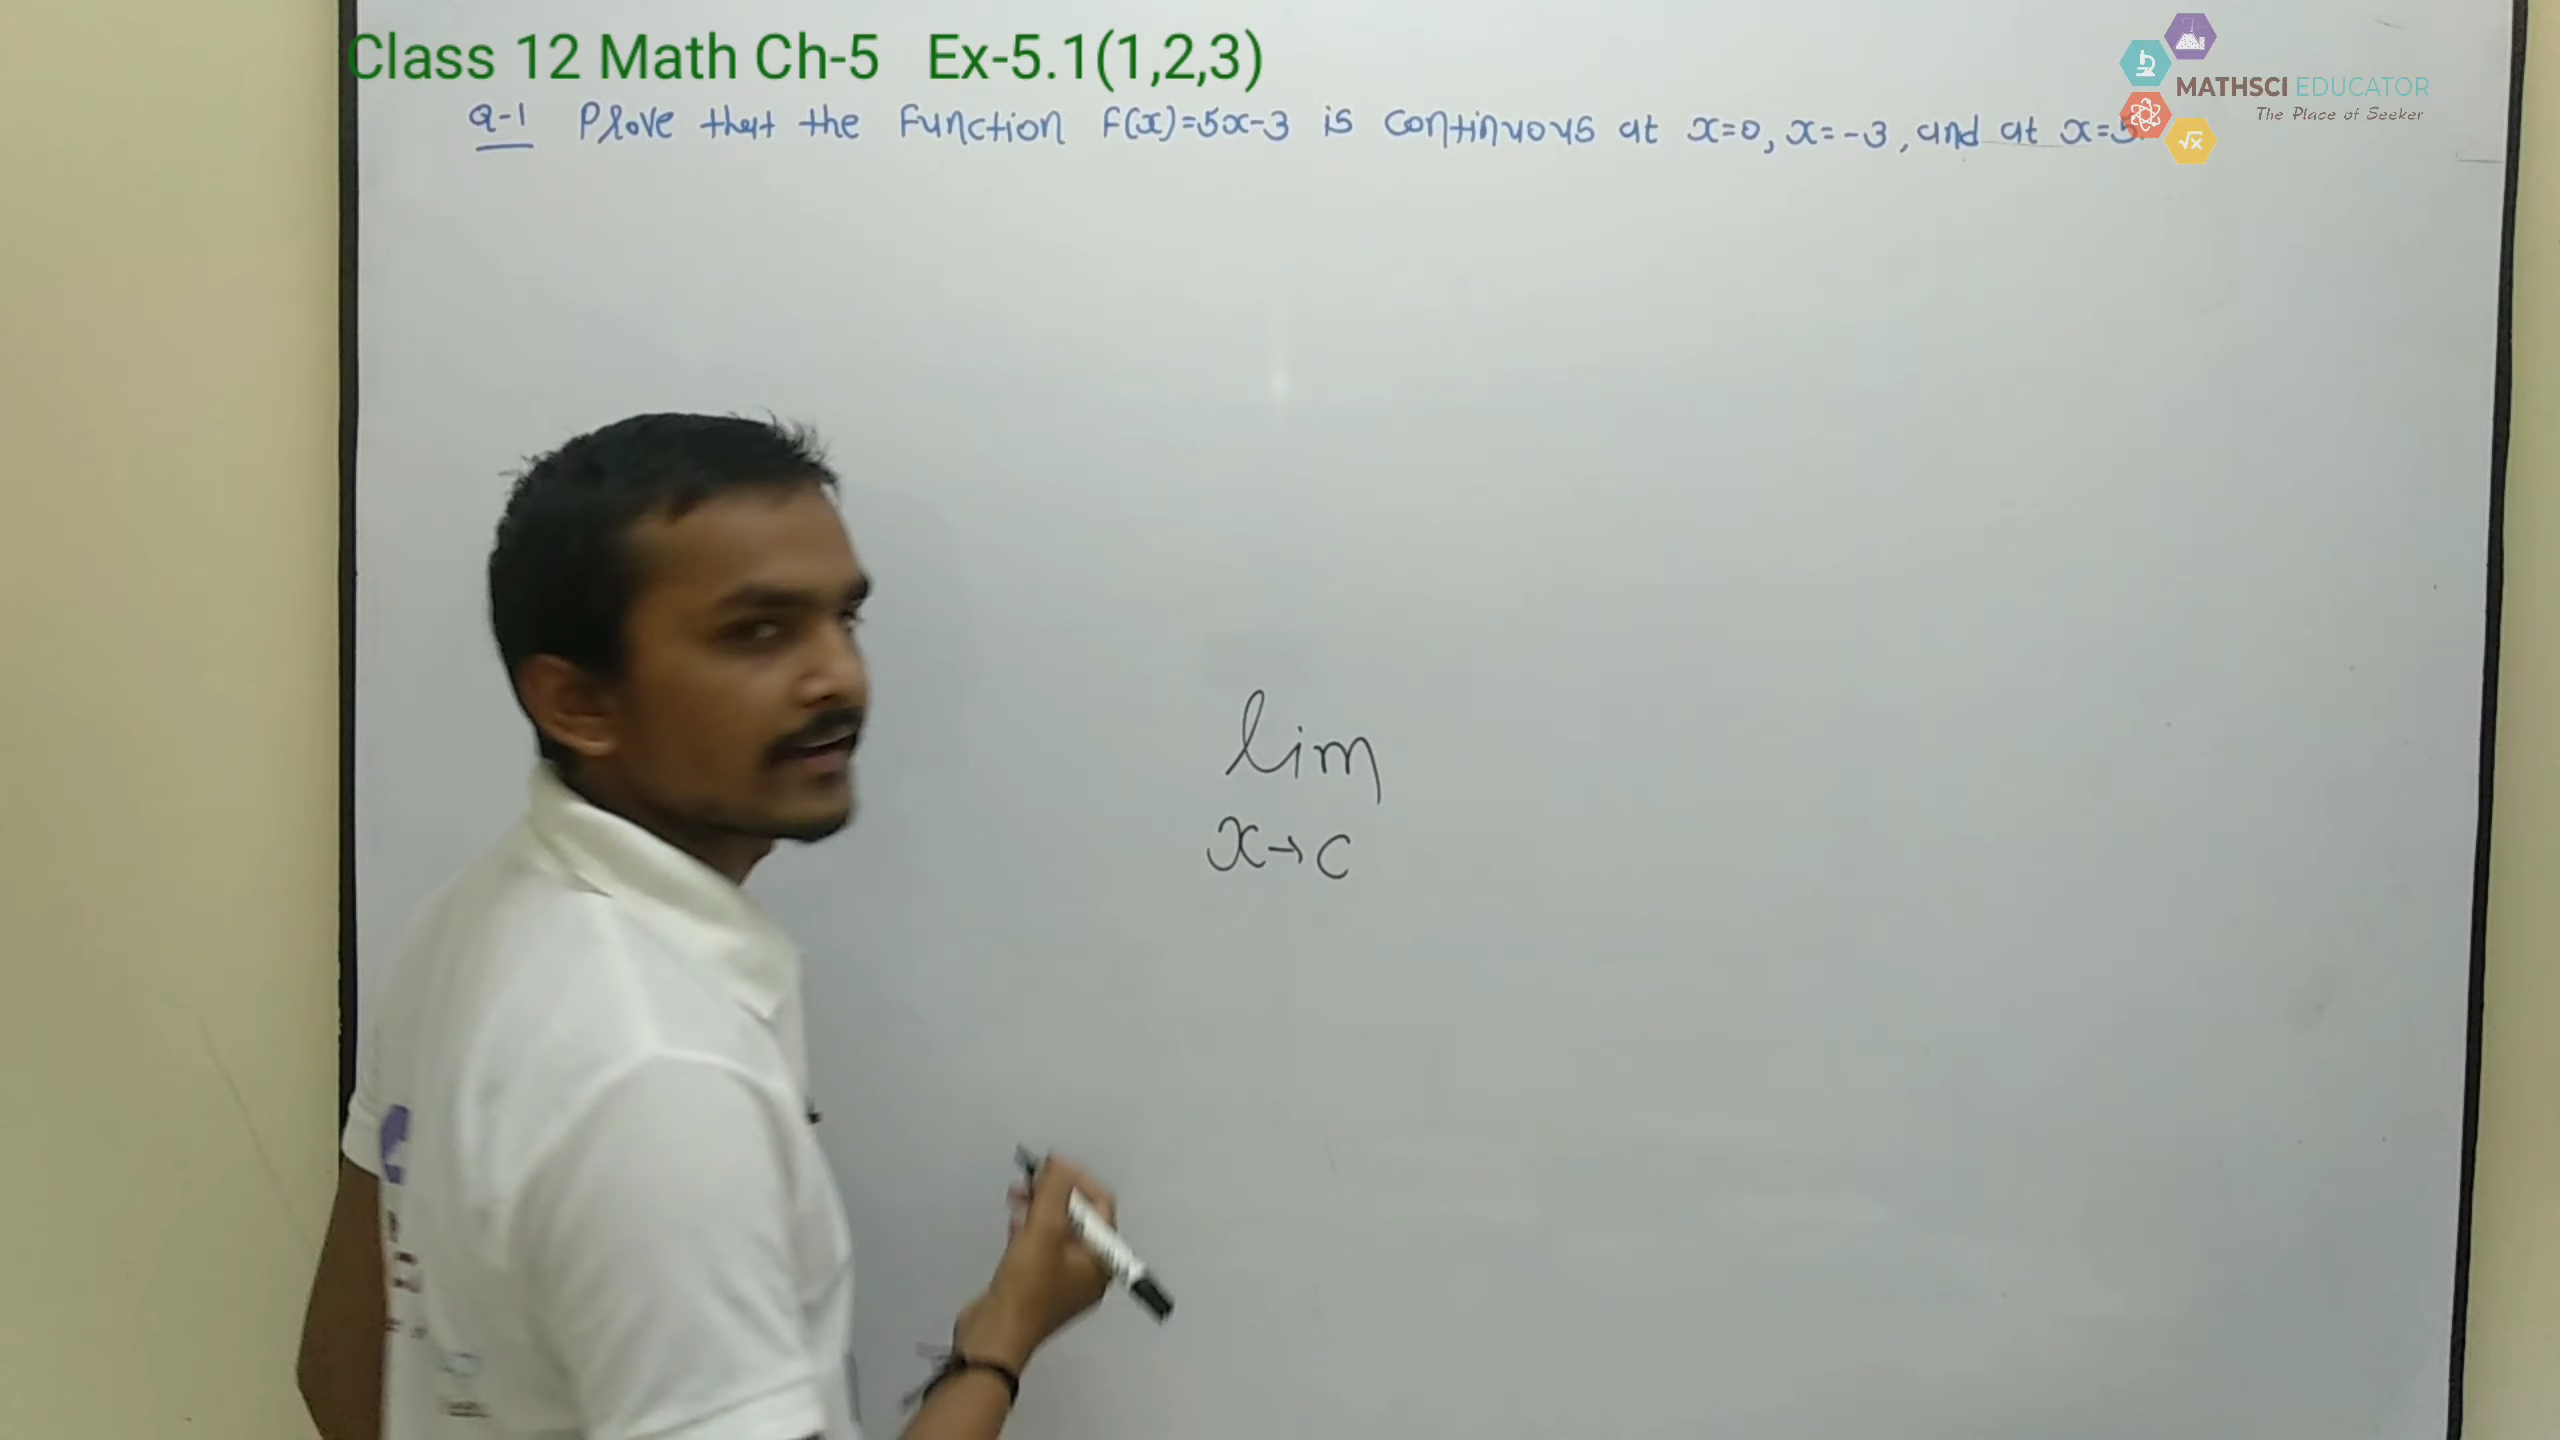 Class 12 Math Ch-5 Ex-5.1(1,2,3)
MATHSCI EDUCATOR
The Place of Seeker
√x
Q-1 Prove that the Function F(x)=5x-3 is continuous at x=0, x=-3, and at x=5.
lim
x→c